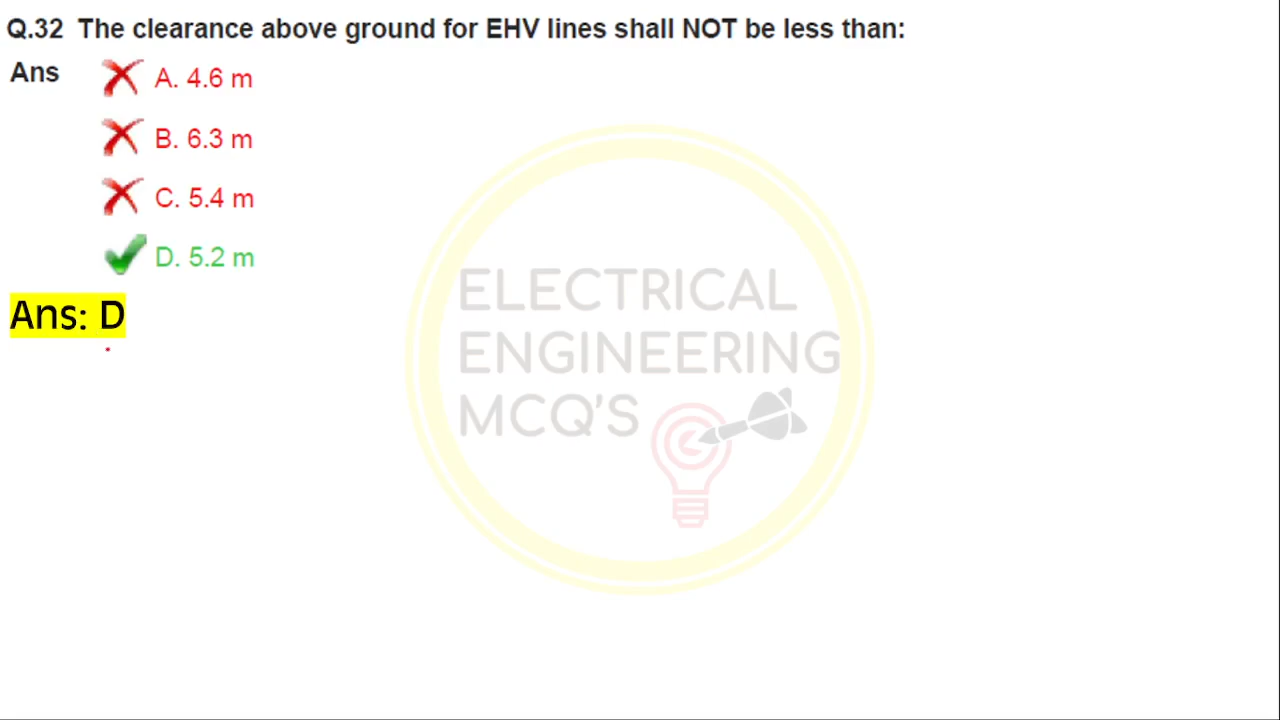 Q.32 The clearance above ground for EHV lines shall NOT be less than:
Ans A. 4.6 m
B. 6.3 m
C. 5.4 m
D. 5.2 m
Ans: D
ELECTRICAL
ENGINEERING
MCQ'S